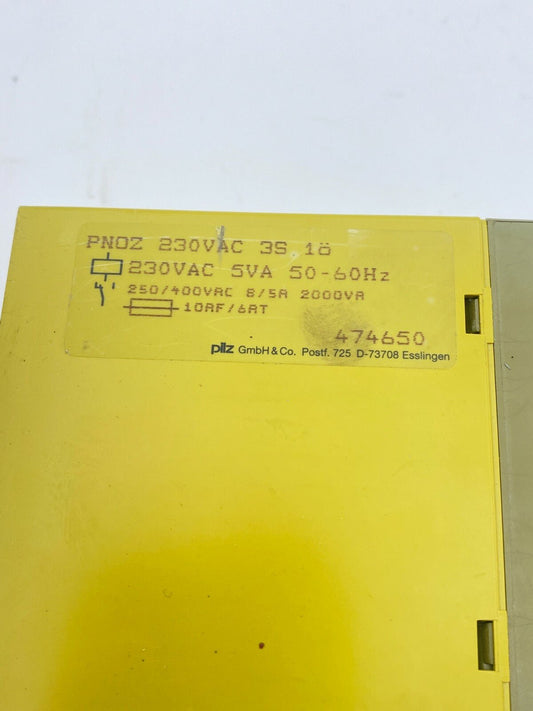 PNOZ 230VAC 3S 1ö
230VAC 5VA 50-60Hz
250/400VAC 8/5A 2000VA
10AF/6AT
474650
pilz GmbH & Co. Postf. 725 D-73708 Esslingen